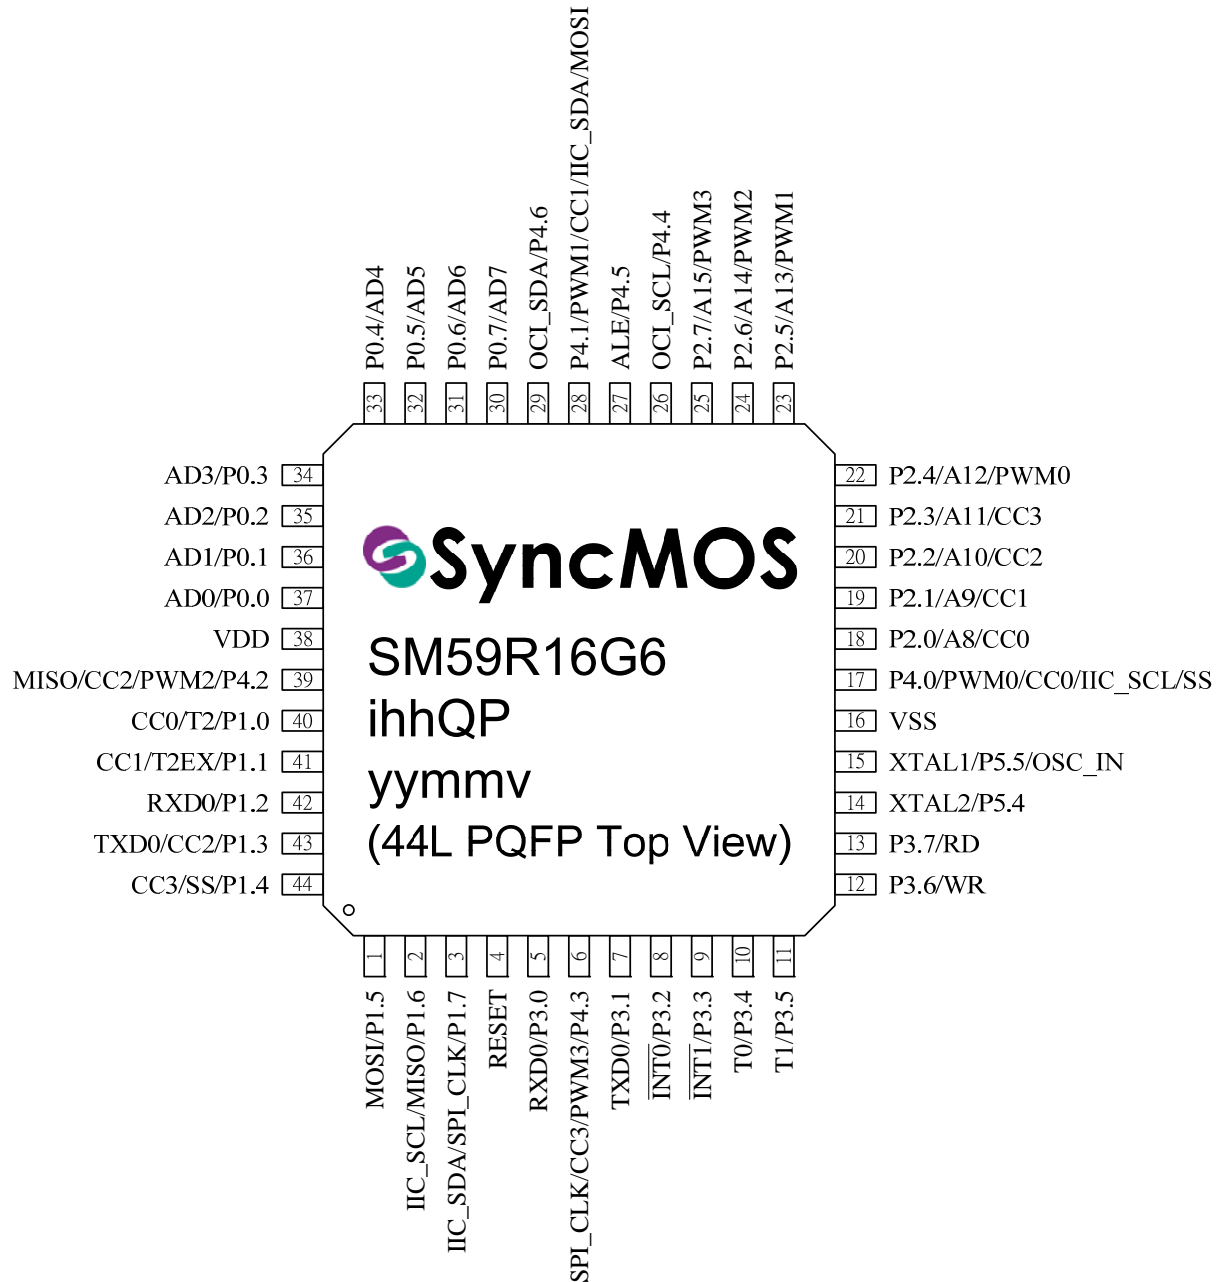 P0.4/AD4
P0.5/AD5
P0.6/AD6
P0.7/AD7
OCI_SDA/P4.6
P4.1/PWM1/CC1/IIC_SDA/MOSI
ALE/P4.5
OCI_SCL/P4.4
P2.7/A15/PWM3
P2.6/A14/PWM2
P2.5/A13/PWM1
33
32
31
30
29
28
27
26
25
24
23
AD3/P0.3 34
AD2/P0.2 35
AD1/P0.1 36
AD0/P0.0 37
VDD 38
MISO/CC2/PWM2/P4.2 39
CC0/T2/P1.0 40
CC1/T2EX/P1.1 41
RXD0/P1.2 42
TXD0/CC2/P1.3 43
CC3/SS/P1.4 44
SyncMOS
SM59R16G6
ihhQP
yymmv
(44L PQFP Top View)
22 P2.4/A12/PWM0
21 P2.3/A11/CC3
20 P2.2/A10/CC2
19 P2.1/A9/CC1
18 P2.0/A8/CC0
17 P4.0/PWM0/CC0/IIC_SCL/SS
16 VSS
15 XTAL1/P5.5/OSC_IN
14 XTAL2/P5.4
13 P3.7/RD
12 P3.6/WR
1
2
3
4
5
6
7
8
9
10
11
MOSI/P1.5
IIC_SCL/MISO/P1.6
IIC_SDA/SPI_CLK/P1.7
RESET
RXD0/P3.0
SPI_CLK/CC3/PWM3/P4.3
TXD0/P3.1
INT0/P3.2
INT1/P3.3
T0/P3.4
T1/P3.5